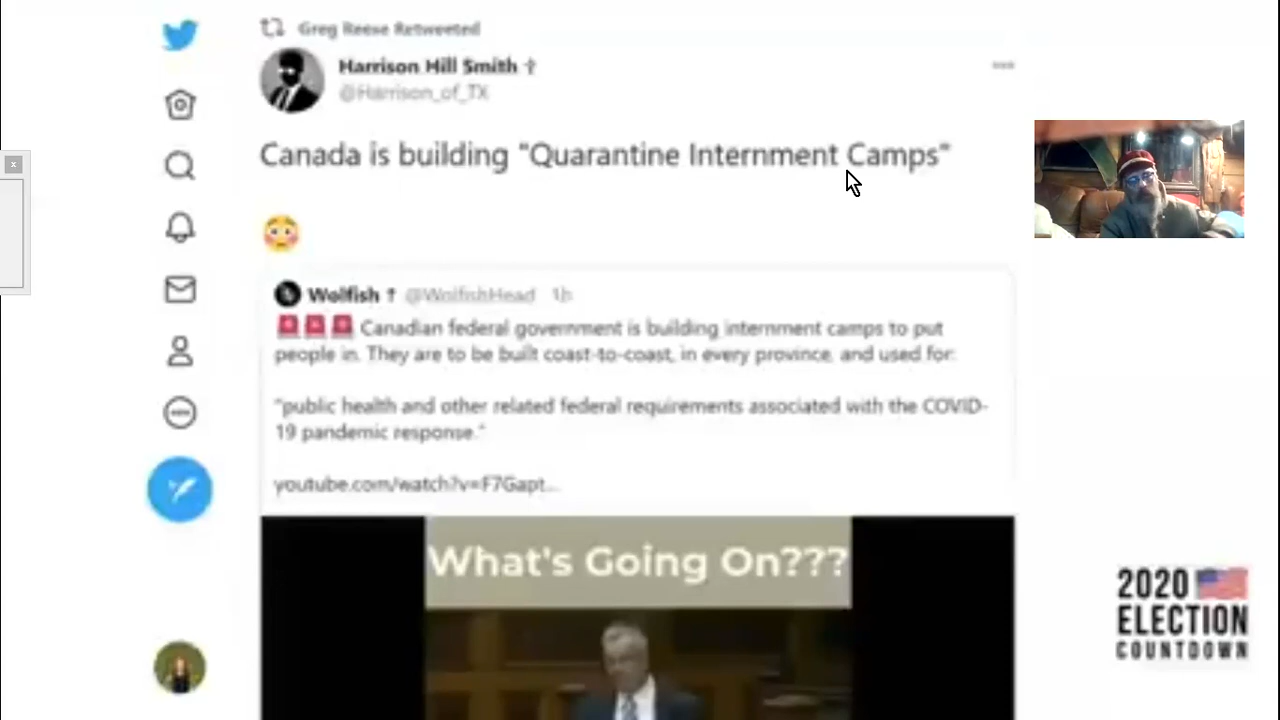 Greg Reese Retweeted
Harrison Hill Smith ✝
@Harrison_of_TX
Canada is building "Quarantine Internment Camps"
😳
Wolfish ✝ @WolfishHead 1h
🚨🚨🚨 Canadian federal government is building internment camps to put
people in. They are to be built coast-to-coast, in every province, and used for:
"public health and other related federal requirements associated with the COVID-
19 pandemic response."
youtube.com/watch?v=F7Gapt...
What's Going On???
2020
ELECTION
COUNTDOWN
x